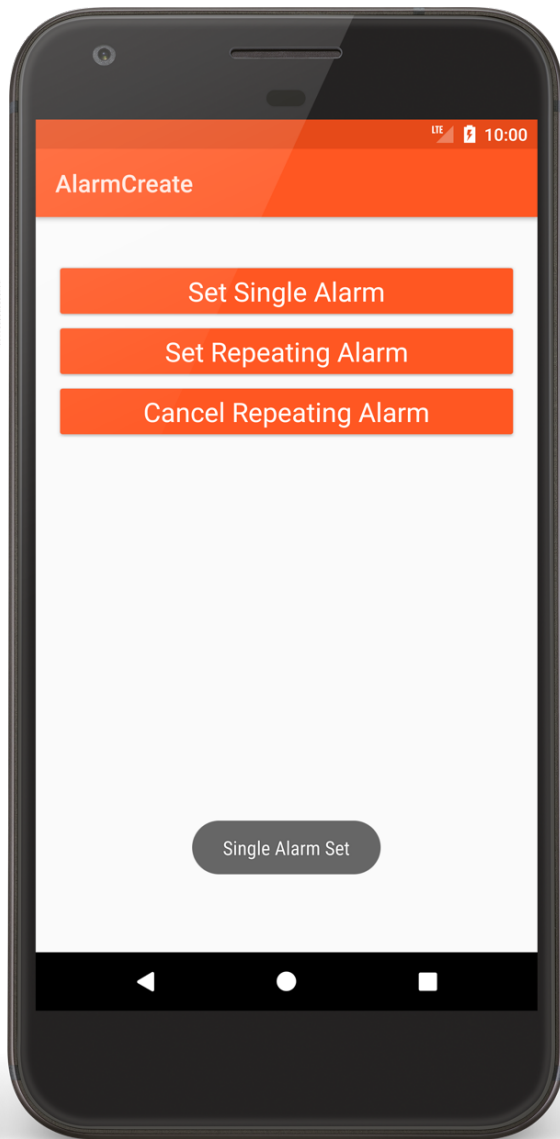 LTE 10:00
AlarmCreate
Set Single Alarm
Set Repeating Alarm
Cancel Repeating Alarm
Single Alarm Set